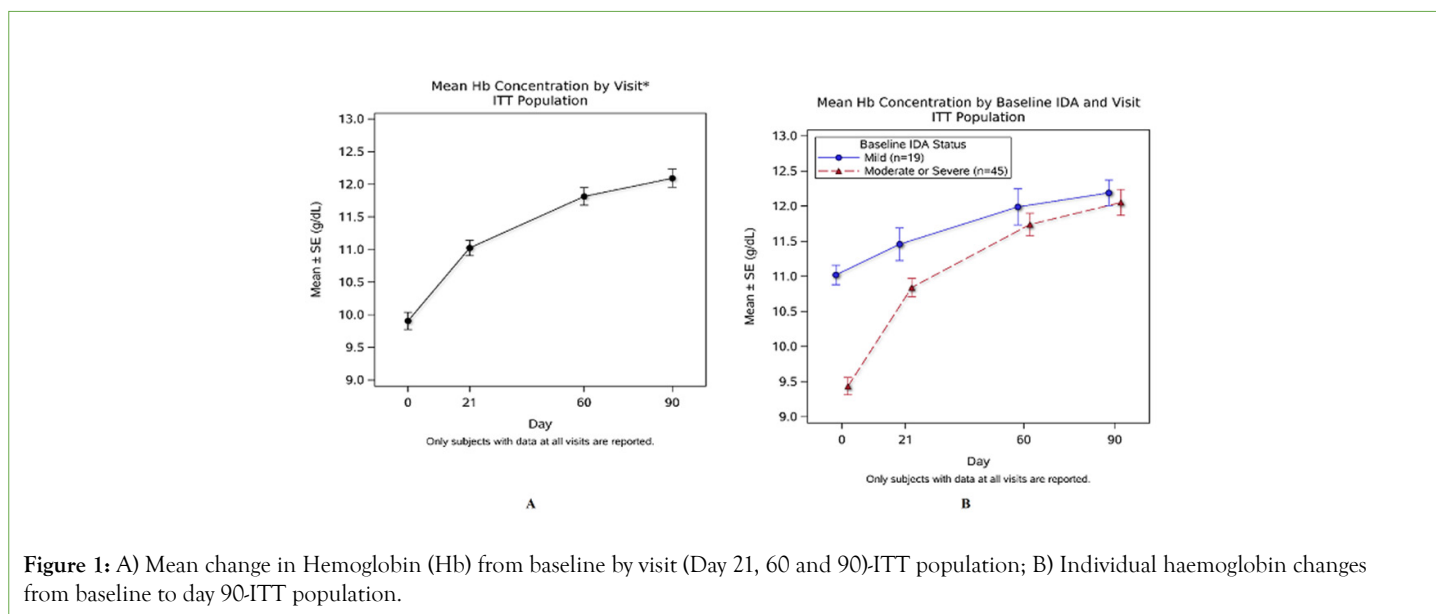 Mean Hb Concentration by Visit*
ITT Population
13.0
12.5
12.0
11.5
11.0
10.5
10.0
9.5
9.0
Mean ± SE (g/dL)
0 21 60 90
Day
Only subjects with data at all visits are reported.
A
Mean Hb Concentration by Baseline IDA and Visit
ITT Population
Baseline IDA Status
Mild (n=19)
Moderate or Severe (n=45)
13.0
12.5
12.0
11.5
11.0
10.5
10.0
9.5
9.0
Mean ± SE (g/dL)
0 21 60 90
Day
Only subjects with data at all visits are reported.
B
Figure 1: A) Mean change in Hemoglobin (Hb) from baseline by visit (Day 21, 60 and 90)-ITT population; B) Individual haemoglobin changes
from baseline to day 90-ITT population.